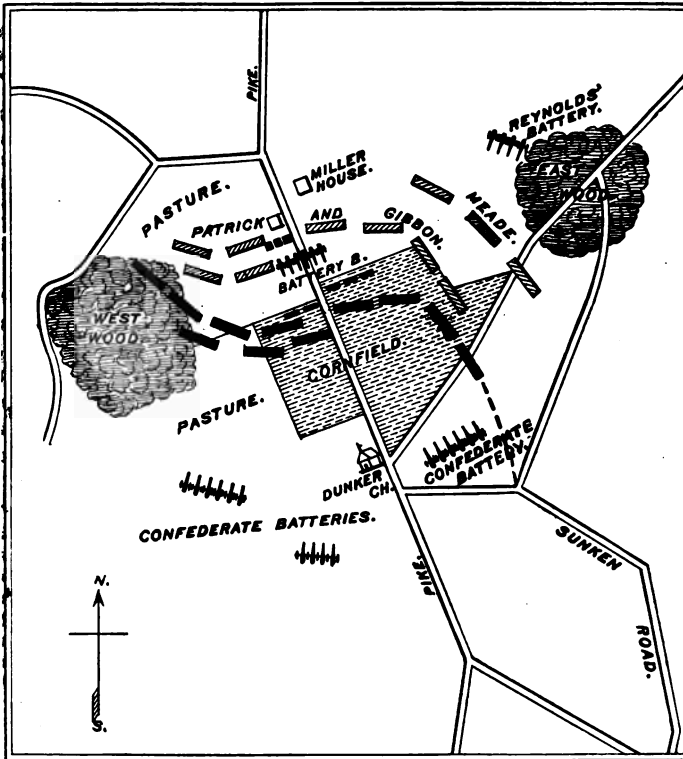 PIKE.
REYNOLDS'
BATTERY.
EAST
WOOD.
MILLER
HOUSE.
PASTURE.
PATRICK
AND
GIBBON.
MEADE.
BATTERY B.
WEST
WOOD.
CORNFIELD.
PASTURE.
CONFEDERATE
BATTERY.
DUNKER
CH.
CONFEDERATE BATTERIES.
SUNKEN
ROAD.
PIKE.
N.
S.